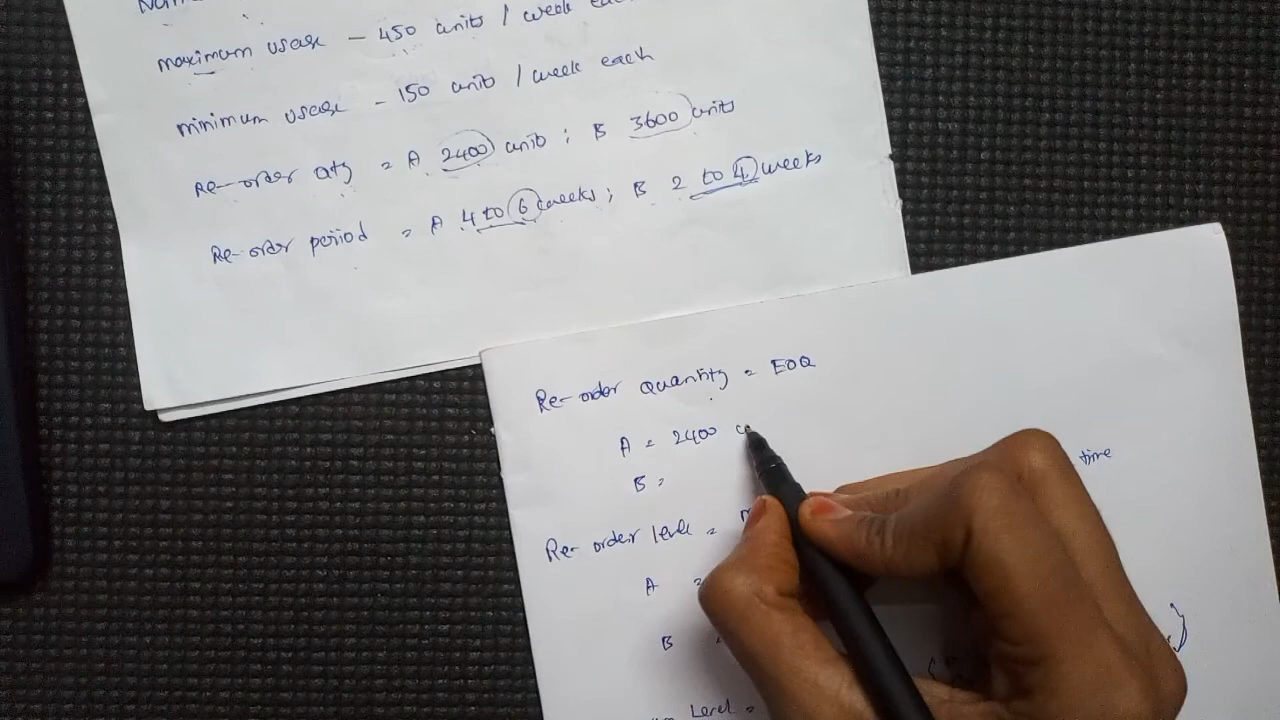 maximum usage - 450 units / week each
minimum usage - 150 units / week each
Re-order qty = A 2400 units ; B 3600 units
Re-order period = A 4 to 6 weeks ; B 2 to 4 weeks
Re-order Quantity = EOQ
A = 2400
B =
Re-order level =
time
A =
B =
Level =